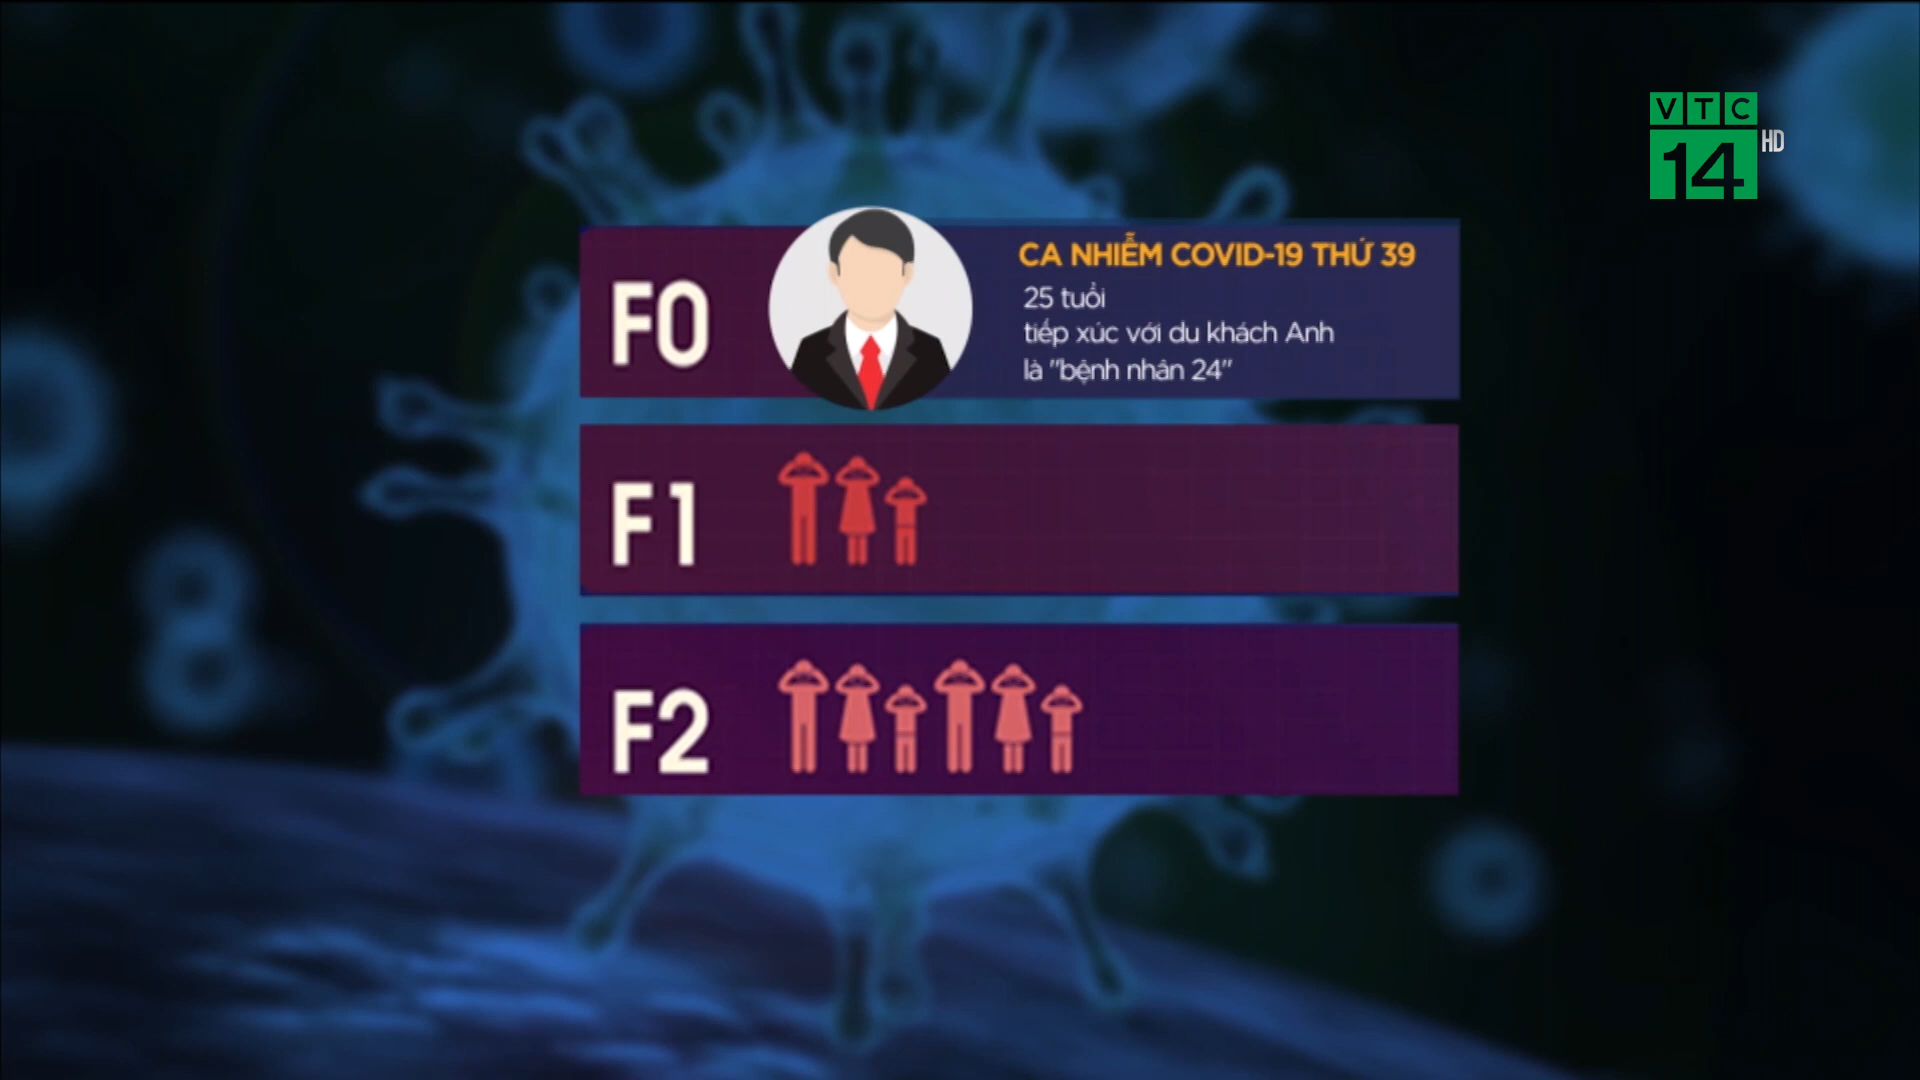 VTC
14 HD
F0
CA NHIỄM COVID-19 THỨ 39
25 tuổi
tiếp xúc với du khách Anh
là "bệnh nhân 24"
F1
F2